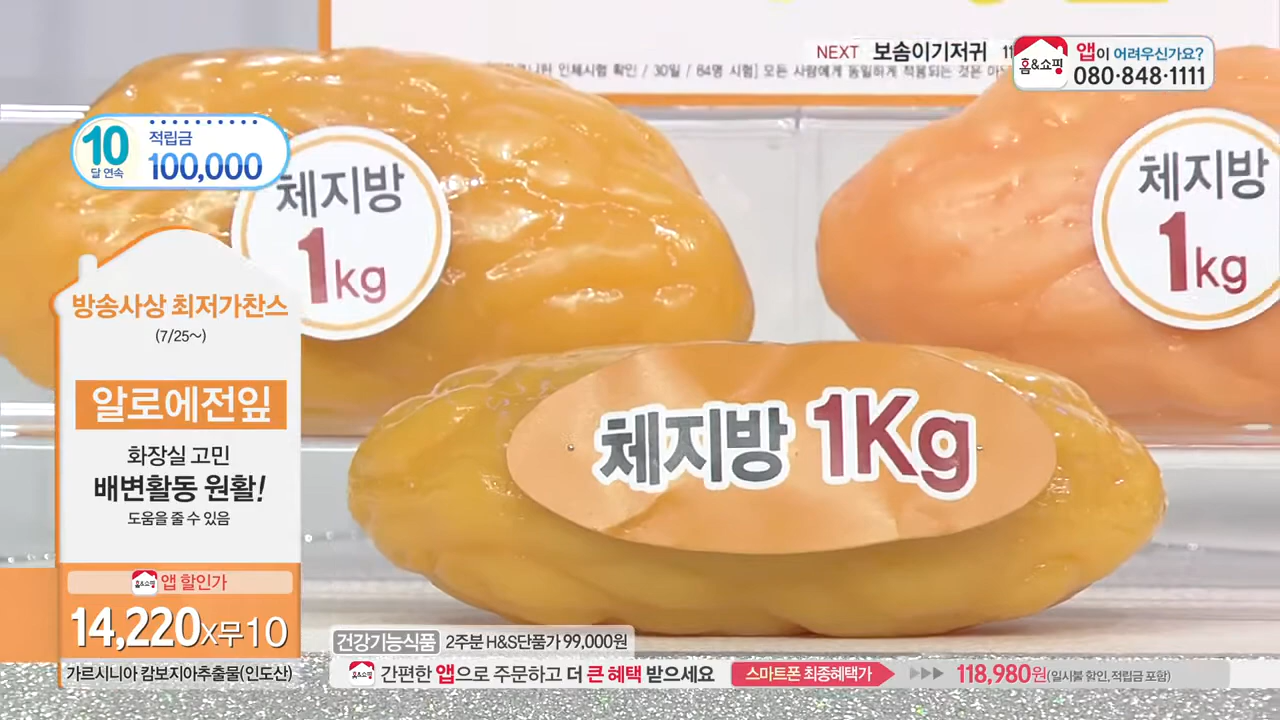 NEXT 보솜이기저귀
홈&쇼핑
앱이 어려우신가요?
080·848·1111
인체시험 확인 / 30일 / 64명 시험] 모든 사람에게 동일하게 적용되는 것은
10
달 연속
적립금
100,000
체지방
1kg
체지방
1kg
체지방 1Kg
방송사상 최저가찬스
(7/25~)
알로에전잎
화장실 고민
배변활동 원활!
도움을 줄 수 있음
홈&쇼핑 앱 할인가
14,220X무10
가르시니아 캄보지아추출물(인도산)
건강기능식품 2주분 H&S단품가 99,000원
홈&쇼핑 간편한 앱으로 주문하고 더 큰 혜택 받으세요
스마트폰 최종혜택가
118,980원(일시불 할인, 적립금 포함)